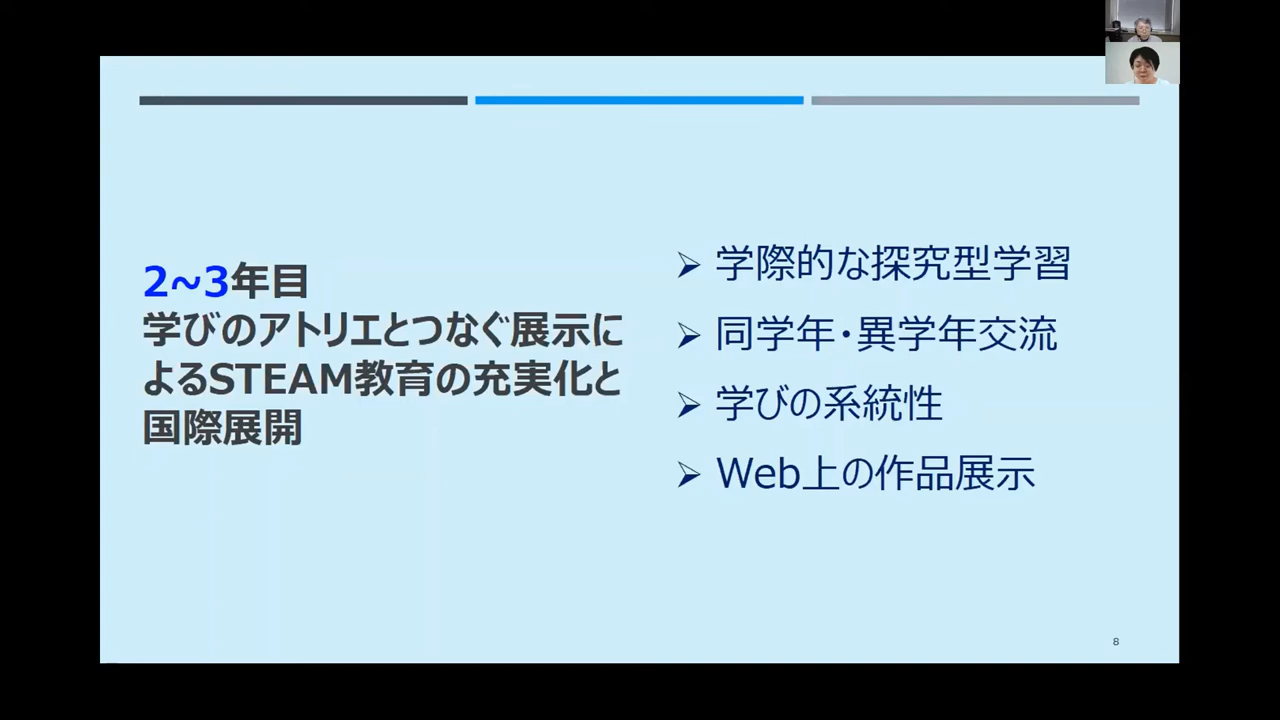 2~3年目
学びのアトリエとつなぐ展示に
よるSTEAM教育の充実化と
国際展開
➢ 学際的な探究型学習
➢ 同学年・異学年交流
➢ 学びの系統性
➢ Web上の作品展示
8